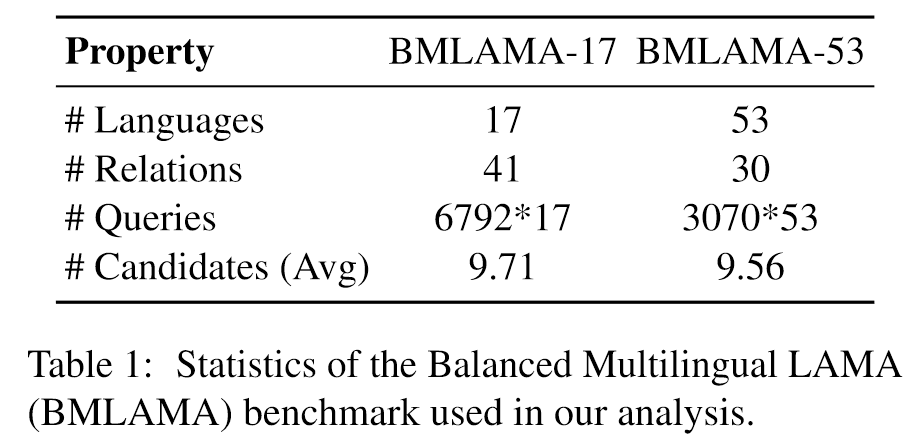 Property BMLAMA-17 BMLAMA-53
# Languages 17 53
# Relations 41 30
# Queries 6792*17 3070*53
# Candidates (Avg) 9.71 9.56
Table 1: Statistics of the Balanced Multilingual LAMA
(BMLAMA) benchmark used in our analysis.